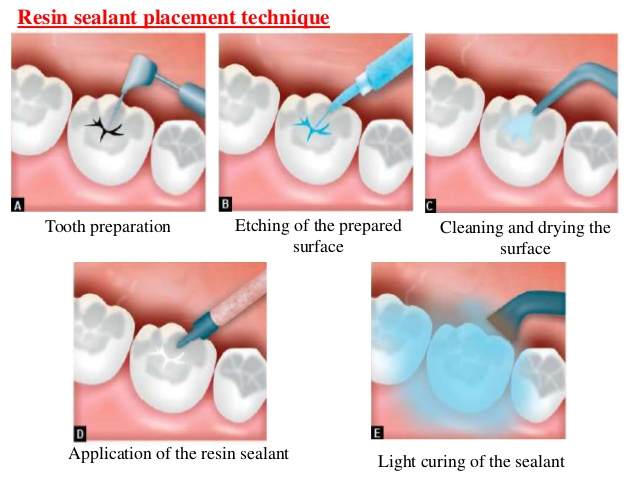 Resin sealant placement technique
A
B
C
Tooth preparation
Etching of the prepared
surface
Cleaning and drying the
surface
D
E
Application of the resin sealant
Light curing of the sealant